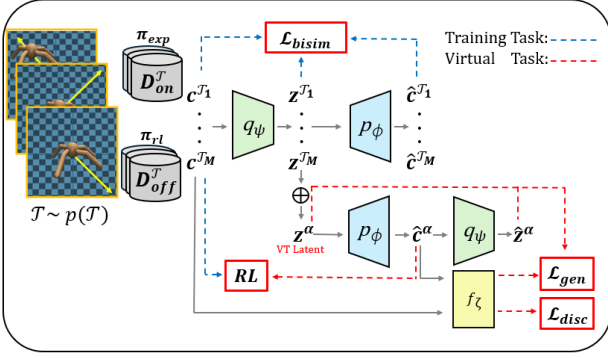 π_exp
D_on^𝒯
π_rl
D_off^𝒯
𝒯 ~ p(𝒯)
ℒ_bisim
Training Task:
Virtual Task:
c^𝒯1
z^𝒯1
ĉ^𝒯1
q_ψ
p_ϕ
c^𝒯M
z^𝒯M
ĉ^𝒯M
⊕
z^α
VT Latent
p_ϕ
ĉ^α
q_ψ
ẑ^α
RL
f_ζ
ℒ_gen
ℒ_disc